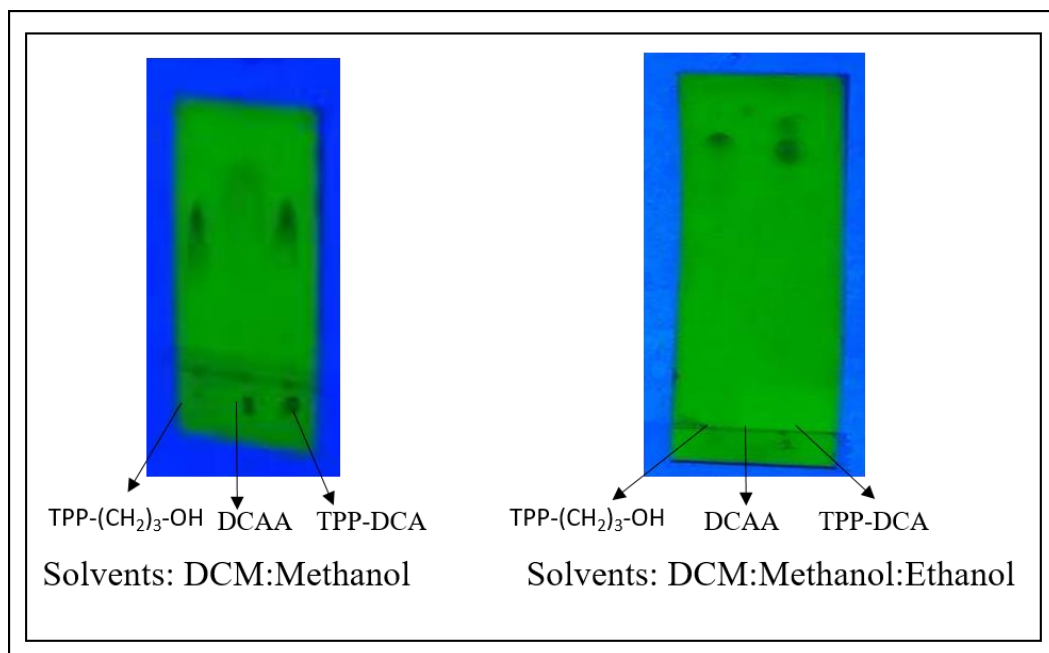 TPP-(CH₂)₃-OH DCAA TPP-DCA
Solvents: DCM:Methanol
TPP-(CH₂)₃-OH DCAA TPP-DCA
Solvents: DCM:Methanol:Ethanol